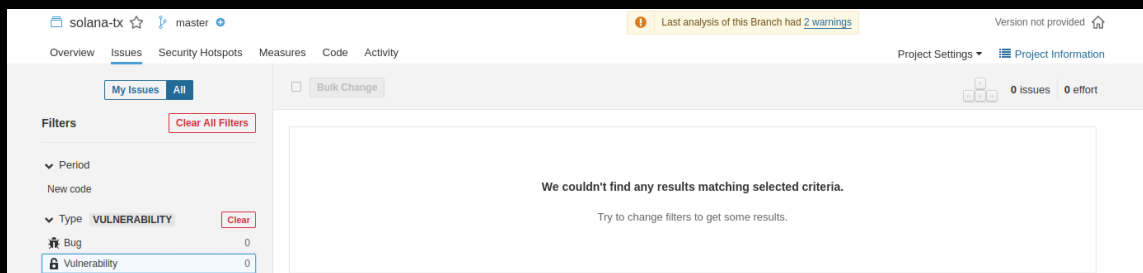 solana-tx master
Last analysis of this Branch had 2 warnings
Version not provided
Overview Issues Security Hotspots Measures Code Activity
Project Settings Project Information
My Issues All
Bulk Change
0 issues 0 effort
Filters
Clear All Filters
Period
New code
We couldn't find any results matching selected criteria.
Try to change filters to get some results.
Type VULNERABILITY Clear
Bug 0
Vulnerability 0